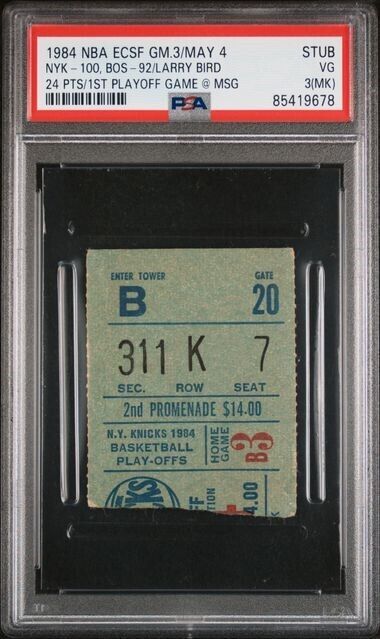 1984 NBA ECSF GM.3/MAY 4 STUB
NYK - 100, BOS - 92/LARRY BIRD VG
24 PTS/1ST PLAYOFF GAME @ MSG 3(MK)
PSA 85419678
ENTER TOWER GATE
B 20
311 K 7
SEC. ROW SEAT
2nd PROMENADE $14.00
N.Y. KNICKS 1984
BASKETBALL
PLAY-OFFS
HOME GAME B3